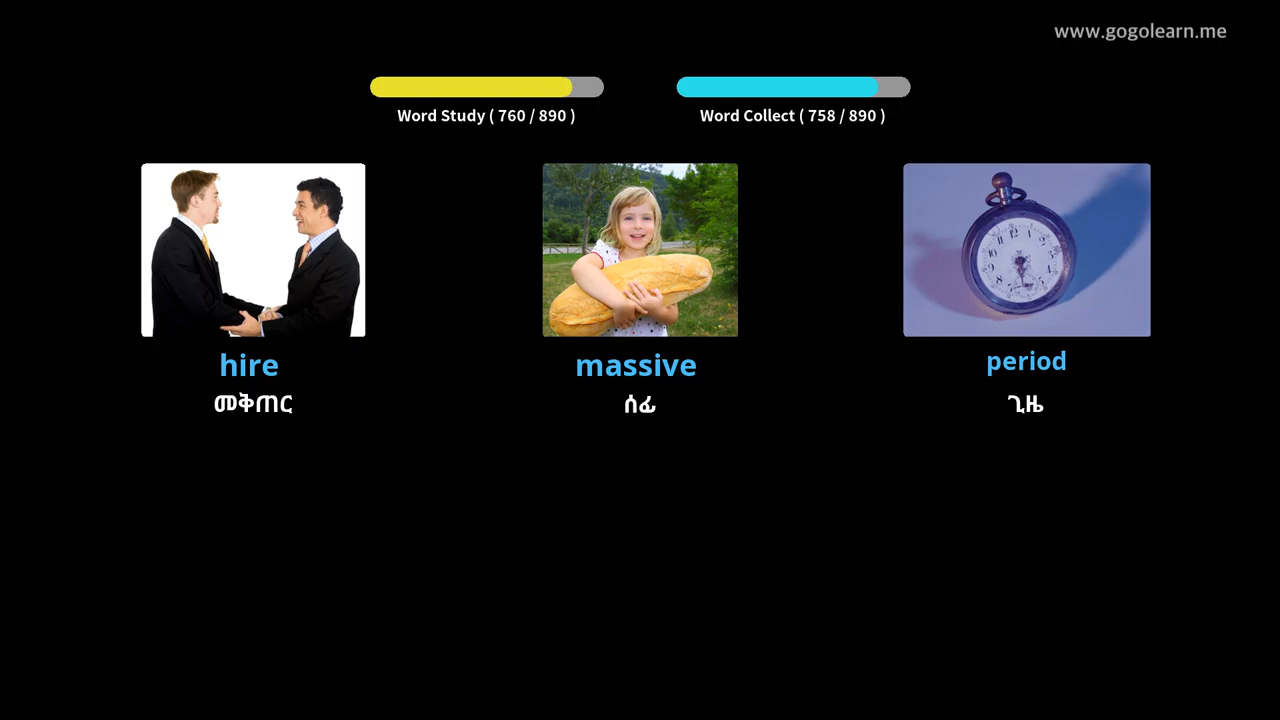 www.gogolearn.me
Word Study ( 760 / 890 )
Word Collect ( 758 / 890 )
hire
massive
period
መቅጠር
ሰፊ
ጊዜ